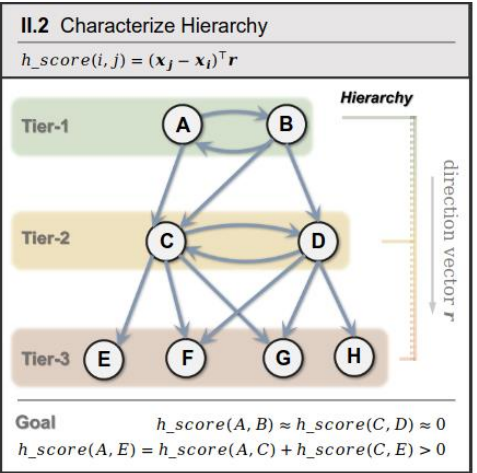 II.2 Characterize Hierarchy
h_score(i, j) = (x_j − x_i)^⊤ r
Hierarchy
Tier-1 A B
direction vector r
Tier-2 C D
Tier-3 E F G H
Goal h_score(A, B) ≈ h_score(C, D) ≈ 0
h_score(A, E) = h_score(A, C) + h_score(C, E) > 0